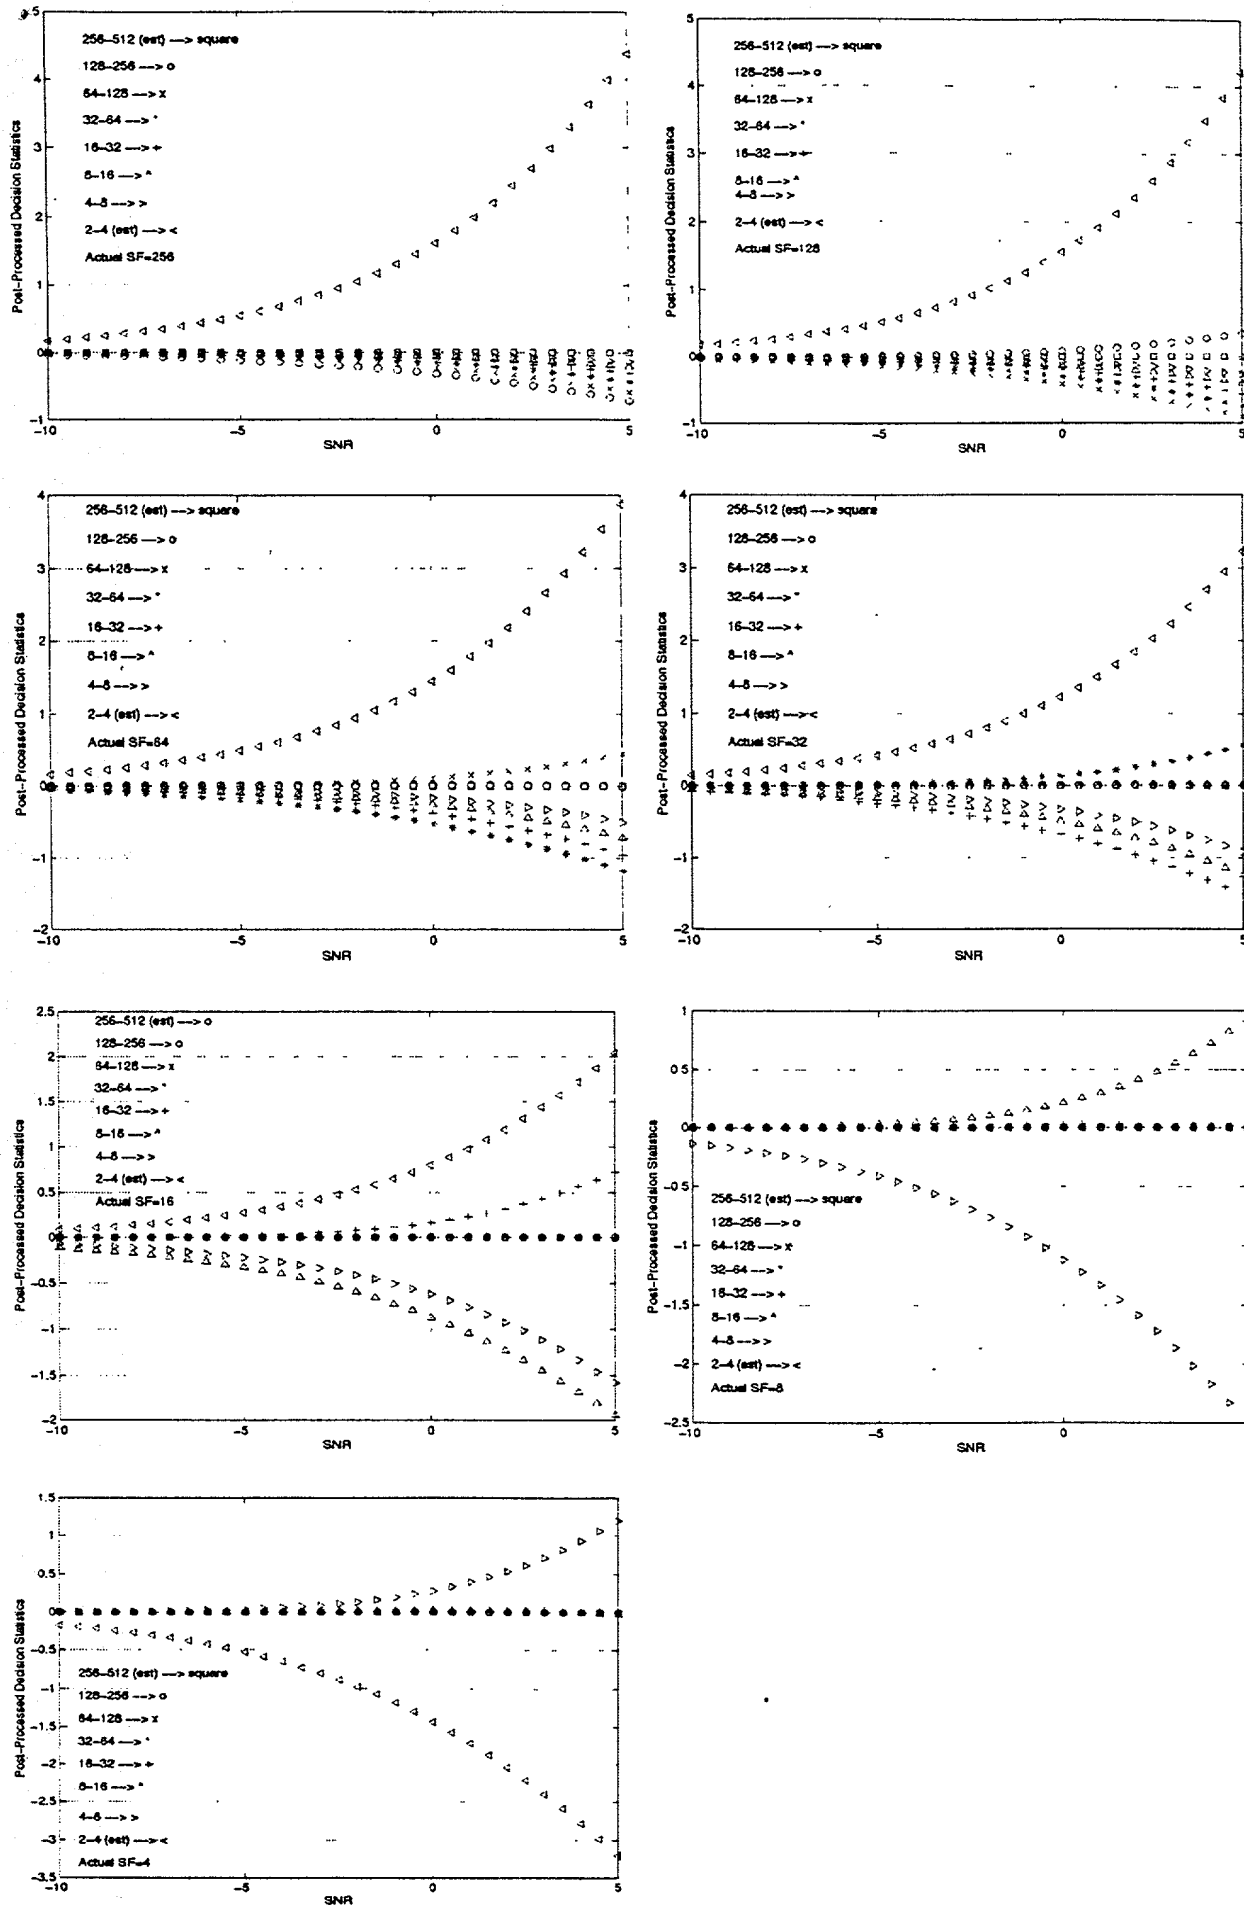 5
4
3
2
1
0
-1
-10
-5
0
5
SNR
Post-Processed Decision Statistics
256-512 (est) ---> square
128-256 ---> o
64-128 ---> x
32-64 ---> *
16-32 ---> +
8-16 ---> ^
4-8 ---> >
2-4 (est) ---> <
Actual SF=256
5
4
3
2
1
0
-1
-10
-5
0
5
SNR
Post-Processed Decision Statistics
256-512 (est) ---> square
128-256 ---> o
64-128 ---> x
32-64 ---> *
16-32 ---> +
8-16 ---> ^
4-8 ---> >
2-4 (est) ---> <
Actual SF=128
4
3
2
1
0
-1
-2
-10
-5
0
5
SNR
Post-Processed Decision Statistics
256-512 (est) ---> square
128-256 ---> o
64-128 ---> x
32-64 ---> *
16-32 ---> +
8-16 ---> ^
4-8 ---> >
2-4 (est) ---> <
Actual SF=64
4
3
2
1
0
-1
-2
-10
-5
0
5
SNR
Post-Processed Decision Statistics
256-512 (est) ---> square
128-256 ---> o
64-128 ---> x
32-64 ---> *
16-32 ---> +
8-16 ---> ^
4-8 ---> >
2-4 (est) ---> <
Actual SF=32
2.5
2
1.5
1
0.5
0
-0.5
-1
-1.5
-2
-10
-5
0
5
SNR
Post-Processed Decision Statistics
256-512 (est) ---> o
128-256 ---> o
64-128 ---> x
32-64 ---> *
16-32 ---> +
8-16 ---> ^
4-8 ---> >
2-4 (est) ---> <
Actual SF=16
1
0.5
0
-0.5
-1
-1.5
-2
-2.5
-10
-5
0
5
SNR
Post-Processed Decision Statistics
256-512 (est) ---> square
128-256 ---> o
64-128 ---> x
32-64 ---> *
16-32 ---> +
8-16 ---> ^
4-8 ---> >
2-4 (est) ---> <
Actual SF=8
1.5
1
0.5
0
-0.5
-1
-1.5
-2
-2.5
-3
-3.5
-10
-5
0
5
SNR
Post-Processed Decision Statistics
256-512 (est) ---> square
128-256 ---> o
64-128 ---> x
32-64 ---> *
16-32 ---> +
8-16 ---> ^
4-8 ---> >
2-4 (est) ---> <
Actual SF=4